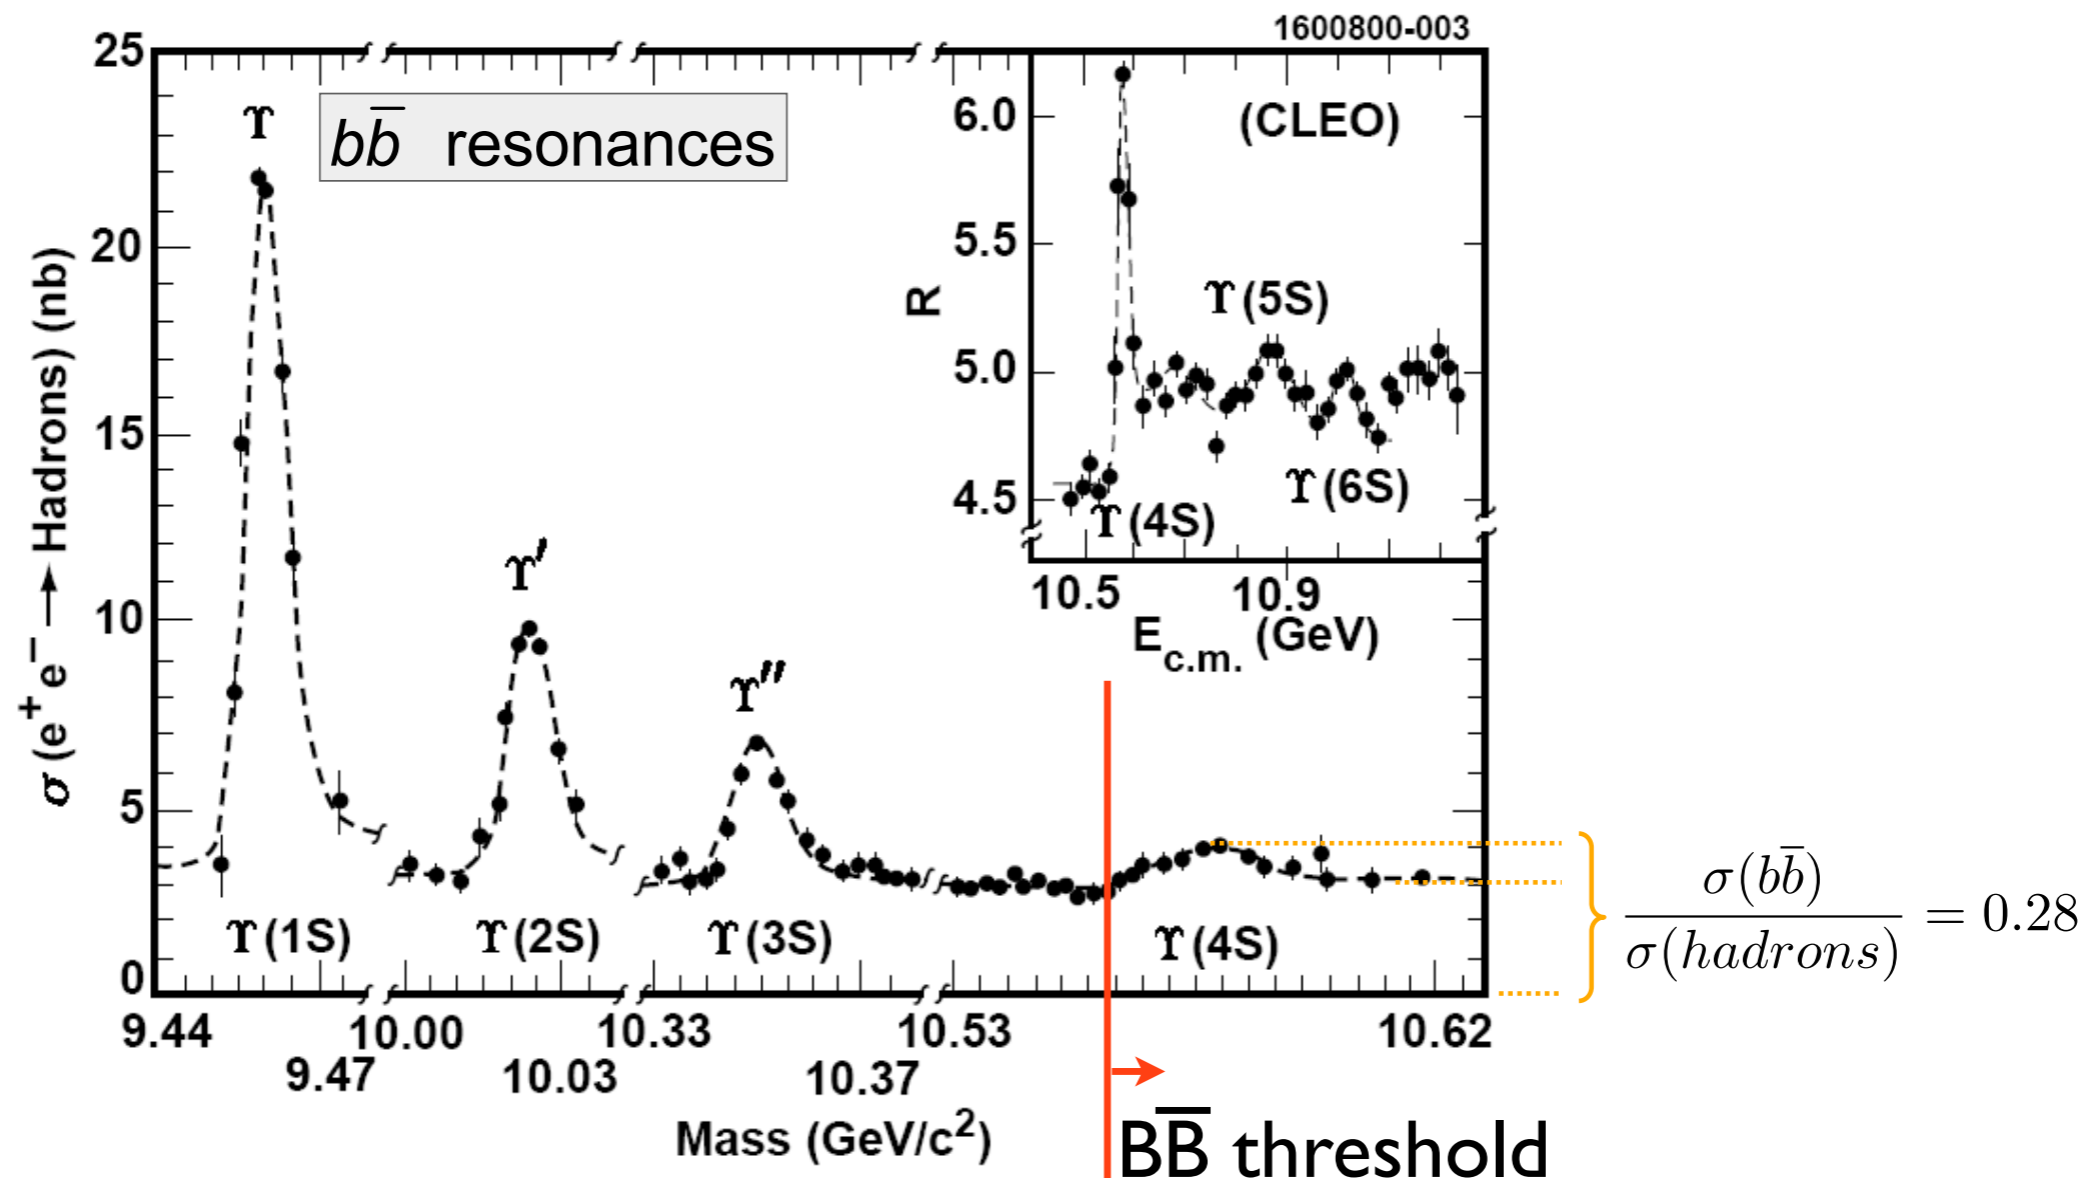 1600800-003
25
20
15
10
5
0
σ (e⁺e⁻ → Hadrons) (nb)
ϒ
bb̅ resonances
ϒ′
ϒ″
ϒ(1S)
ϒ(2S)
ϒ(3S)
ϒ(4S)
9.44
9.47
10.00
10.03
10.33
10.37
10.53
10.62
Mass (GeV/c²)
(CLEO)
6.0
5.5
5.0
4.5
R
ϒ(5S)
ϒ(6S)
ϒ(4S)
10.5
10.9
E_c.m. (GeV)
BB̅ threshold
σ(bb̅)
σ(hadrons)
= 0.28